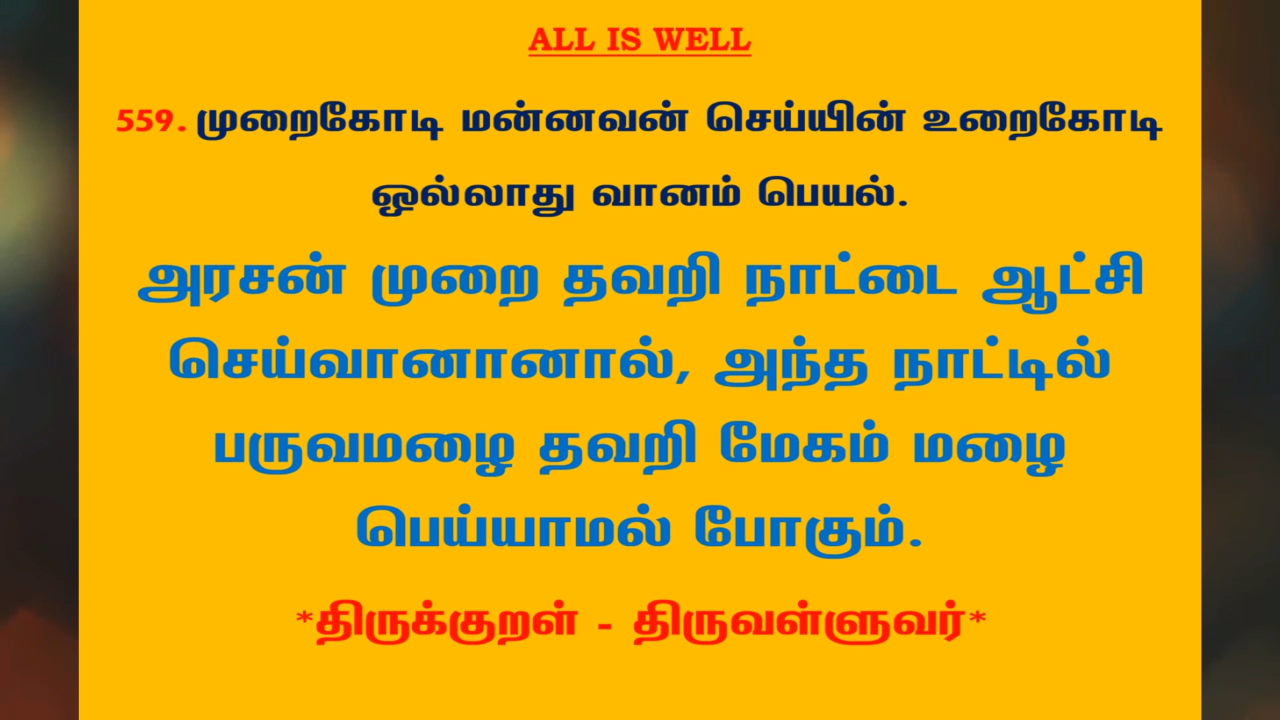 ALL IS WELL
559. முறைகோடி மன்னவன் செய்யின் உறைகோடி
ஒல்லாது வானம் பெயல்.
அரசன் முறை தவறி நாட்டை ஆட்சி
செய்வானானால், அந்த நாட்டில்
பருவமழை தவறி மேகம் மழை
பெய்யாமல் போகும்.
*திருக்குறள் - திருவள்ளுவர்*